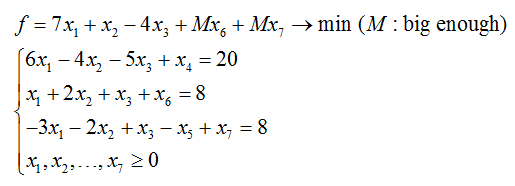 f = 7x₁ + x₂ − 4x₃ + Mx₆ + Mx₇ → min (M : big enough)
6x₁ − 4x₂ − 5x₃ + x₄ = 20
x₁ + 2x₂ + x₃ + x₆ = 8
−3x₁ − 2x₂ + x₃ − x₅ + x₇ = 8
x₁, x₂, ..., x₇ ≥ 0